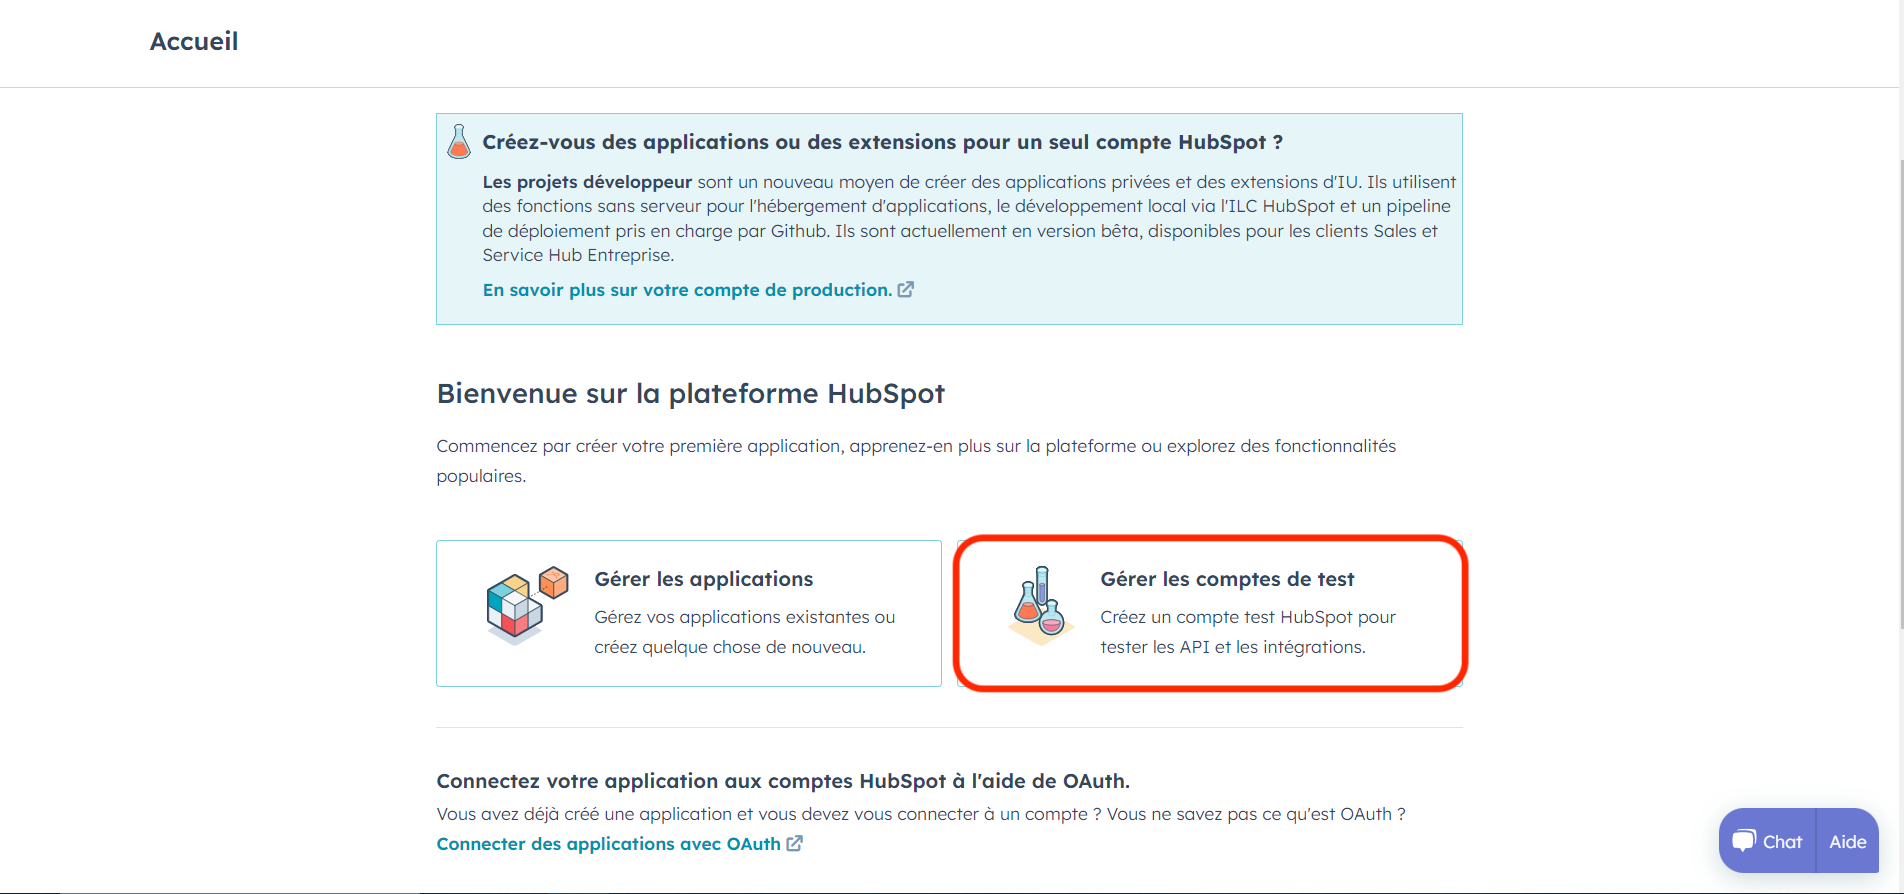 Accueil
Créez-vous des applications ou des extensions pour un seul compte HubSpot ?
Les projets développeur sont un nouveau moyen de créer des applications privées et des extensions d'IU. Ils utilisent
des fonctions sans serveur pour l'hébergement d'applications, le développement local via l'ILC HubSpot et un pipeline
de déploiement pris en charge par Github. Ils sont actuellement en version bêta, disponibles pour les clients Sales et
Service Hub Entreprise.
En savoir plus sur votre compte de production.
Bienvenue sur la plateforme HubSpot
Commencez par créer votre première application, apprenez-en plus sur la plateforme ou explorez des fonctionnalités
populaires.
Gérer les applications
Gérez vos applications existantes ou
créez quelque chose de nouveau.
Gérer les comptes de test
Créez un compte test HubSpot pour
tester les API et les intégrations.
Connectez votre application aux comptes HubSpot à l'aide de OAuth.
Vous avez déjà créé une application et vous devez vous connecter à un compte ? Vous ne savez pas ce qu'est OAuth ?
Connecter des applications avec OAuth
Chat
Aide